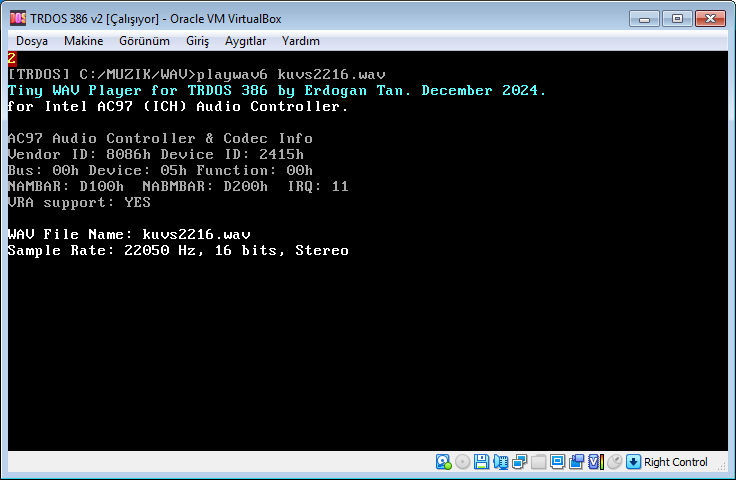 TRDOS 386 v2 [Çalışıyor] - Oracle VM VirtualBox
Dosya Makine Görünüm Giriş Aygıtlar Yardım
2
[TRDOS] C:/MUZIK/WAV>playwav6 kuvs2216.wav
Tiny WAV Player for TRDOS 386 by Erdogan Tan. December 2024.
for Intel AC97 (ICH) Audio Controller.
AC97 Audio Controller & Codec Info
Vendor ID: 8086h Device ID: 2415h
Bus: 00h Device: 05h Function: 00h
NAMBAR: D100h  NABMBAR: D200h  IRQ: 11
VRA support: YES
WAV File Name: kuvs2216.wav
Sample Rate: 22050 Hz, 16 bits, Stereo
Right Control